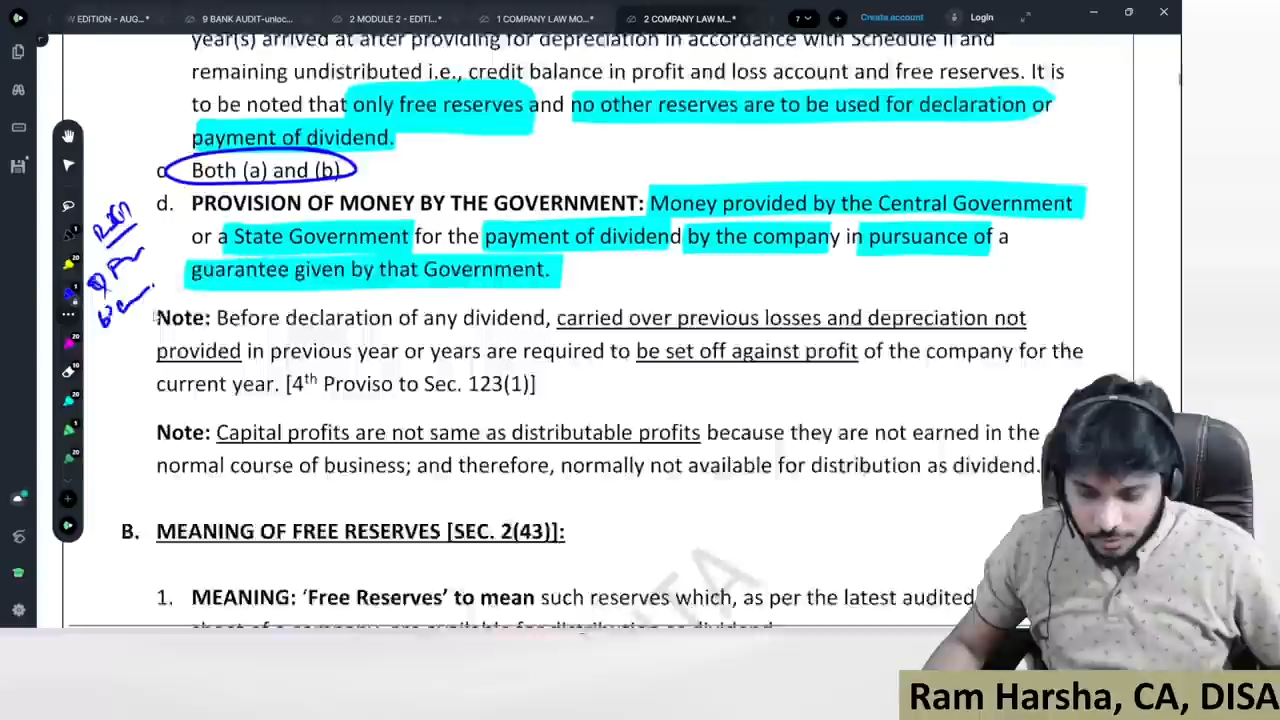 W EDITION - AUG...*
9 BANK AUDIT-unloc...
2 MODULE 2 - EDITI...*
1 COMPANY LAW MO...*
2 COMPANY LAW M...*
7
Create account
Login
year(s) arrived at after providing for depreciation in accordance with Schedule II and
remaining undistributed i.e., credit balance in profit and loss account and free reserves. It is
to be noted that only free reserves and no other reserves are to be used for declaration or
payment of dividend.
c Both (a) and (b)
d. PROVISION OF MONEY BY THE GOVERNMENT: Money provided by the Central Government
or a State Government for the payment of dividend by the company in pursuance of a
guarantee given by that Government.
Note: Before declaration of any dividend, carried over previous losses and depreciation not
provided in previous year or years are required to be set off against profit of the company for the
current year. [4th Proviso to Sec. 123(1)]
Note: Capital profits are not same as distributable profits because they are not earned in the
normal course of business; and therefore, normally not available for distribution as dividend.
B. MEANING OF FREE RESERVES [SEC. 2(43)]:
1. MEANING: ‘Free Reserves’ to mean such reserves which, as per the latest audited
Ram Harsha, CA, DISA